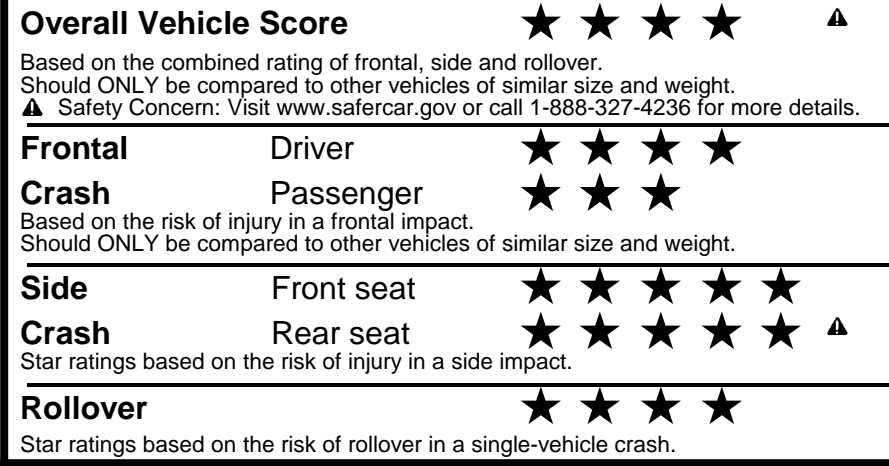 Overall Vehicle Score ★ ★ ★ ★ ⚠
Based on the combined rating of frontal, side and rollover.
Should ONLY be compared to other vehicles of similar size and weight.
⚠ Safety Concern: Visit www.safercar.gov or call 1-888-327-4236 for more details.
Frontal Driver ★ ★ ★ ★
Crash Passenger ★ ★ ★
Based on the risk of injury in a frontal impact.
Should ONLY be compared to other vehicles of similar size and weight.
Side Front seat ★ ★ ★ ★ ★
Crash Rear seat ★ ★ ★ ★ ★ ⚠
Star ratings based on the risk of injury in a side impact.
Rollover ★ ★ ★ ★
Star ratings based on the risk of rollover in a single-vehicle crash.